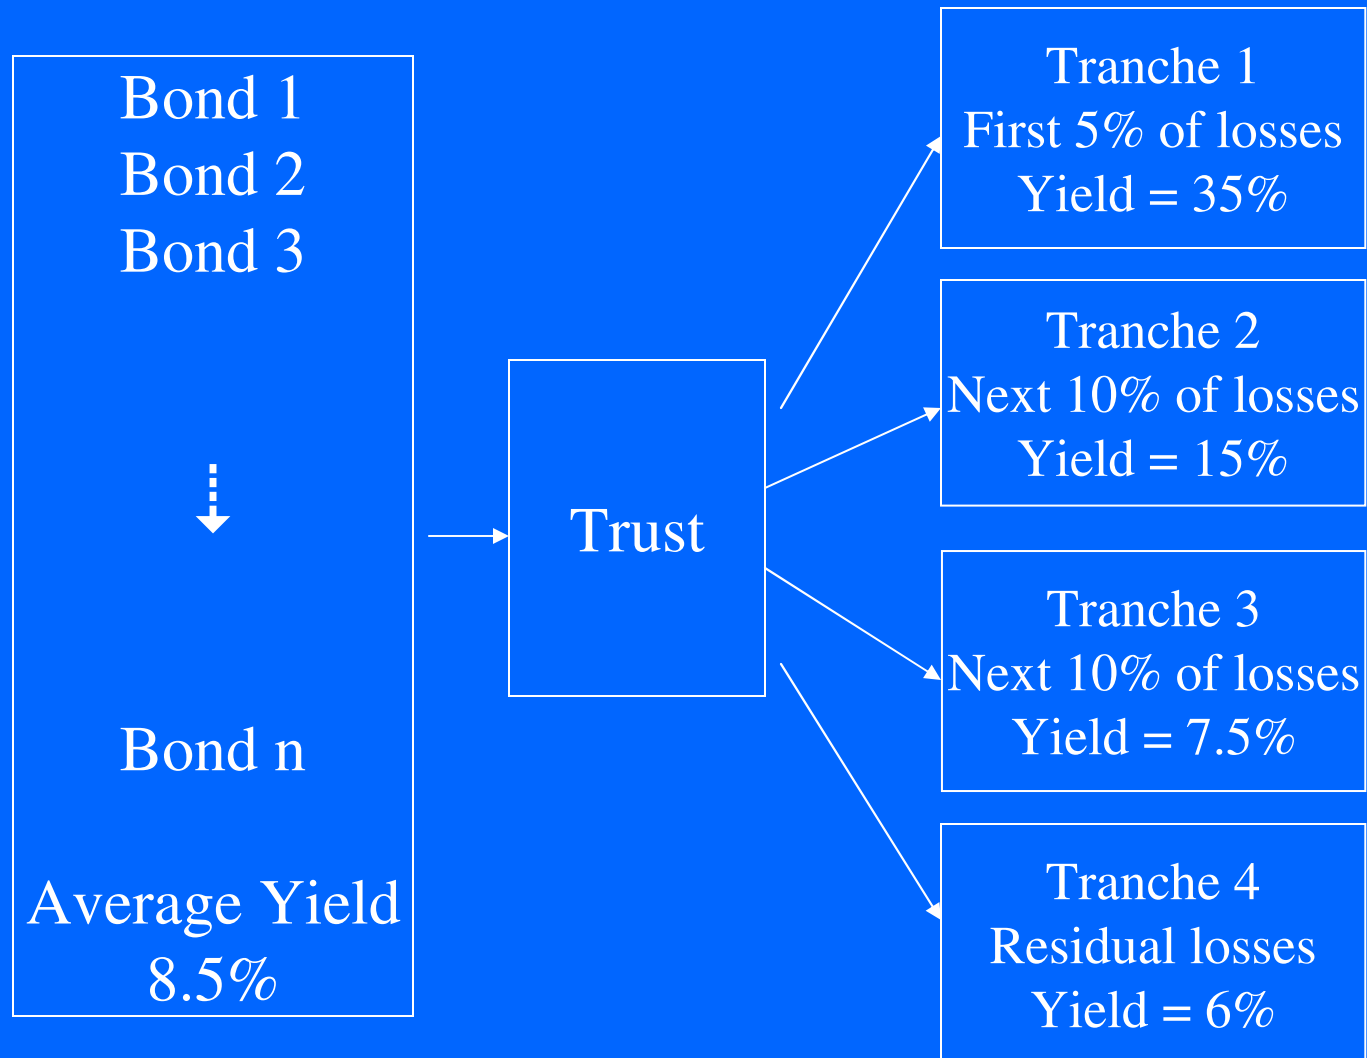 Bond 1
Bond 2
Bond 3
Bond n
Average Yield
8.5%
Trust
Tranche 1
First 5% of losses
Yield = 35%
Tranche 2
Next 10% of losses
Yield = 15%
Tranche 3
Next 10% of losses
Yield = 7.5%
Tranche 4
Residual losses
Yield = 6%